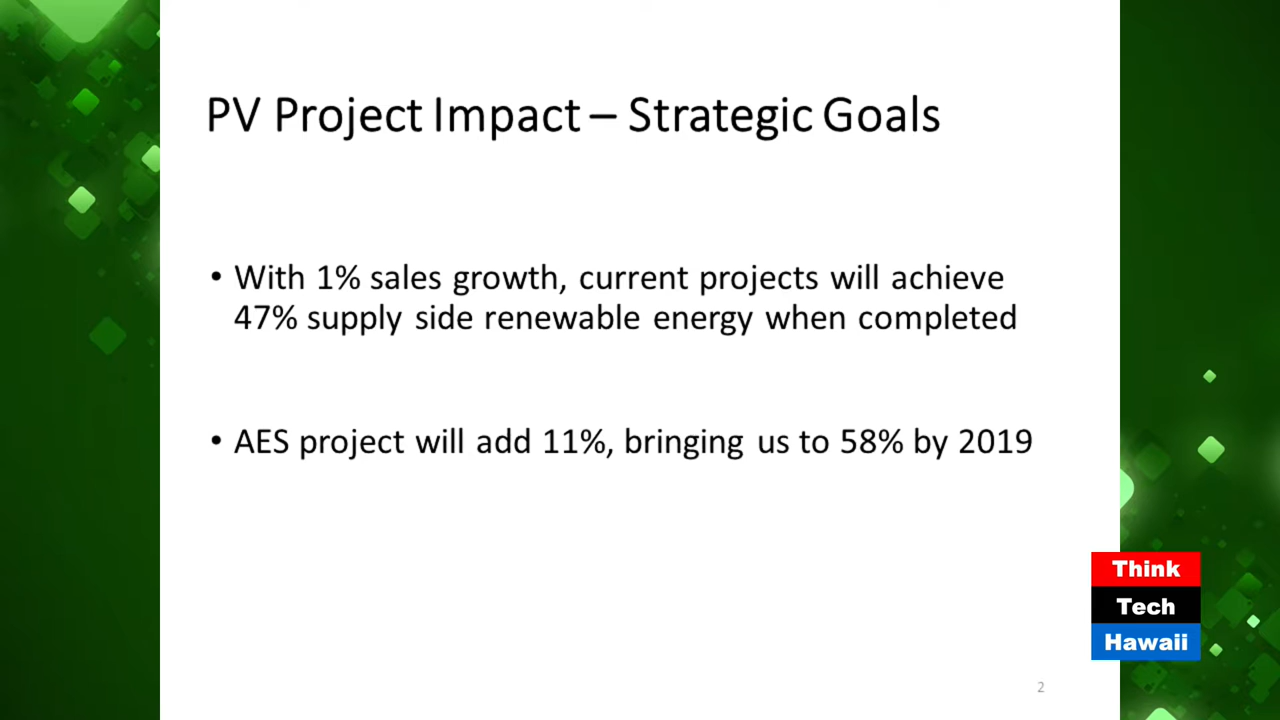 PV Project Impact – Strategic Goals
• With 1% sales growth, current projects will achieve
47% supply side renewable energy when completed
• AES project will add 11%, bringing us to 58% by 2019
Think
Tech
Hawaii
2